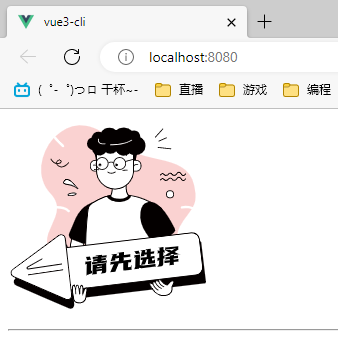 vue3-cli
localhost:8080
( ゜- ゜)つロ 干杯~-
直播
游戏
编程
请先选择